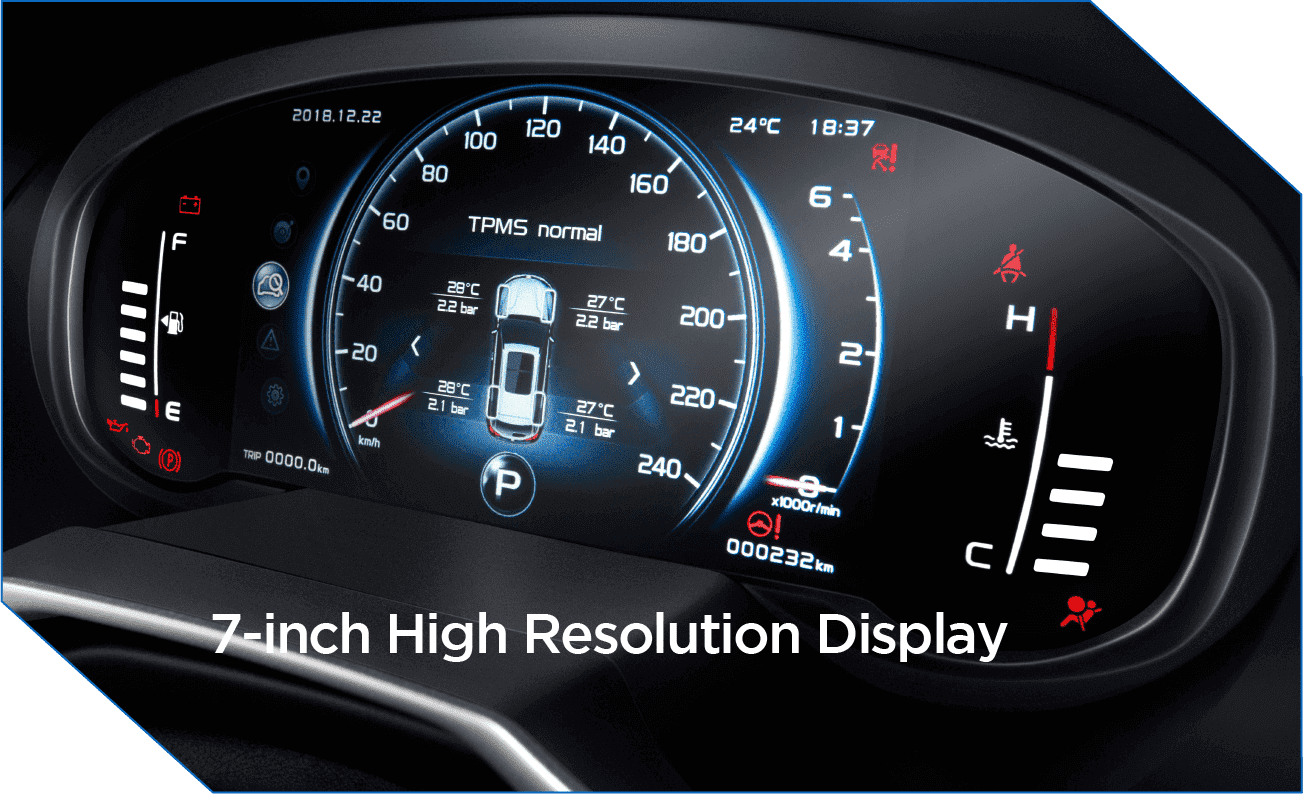 2018.12.22
24°C 18:37
F
E
TRIP 0000.0km
0
20
40
60
80
100
120
140
160
180
200
220
240
km/h
TPMS normal
28°C
2.2 bar
27°C
2.2 bar
28°C
2.1 bar
27°C
2.1 bar
P
6
4
2
1
0
x1000r/min
000232km
H
C
(P)
7-inch High Resolution Display